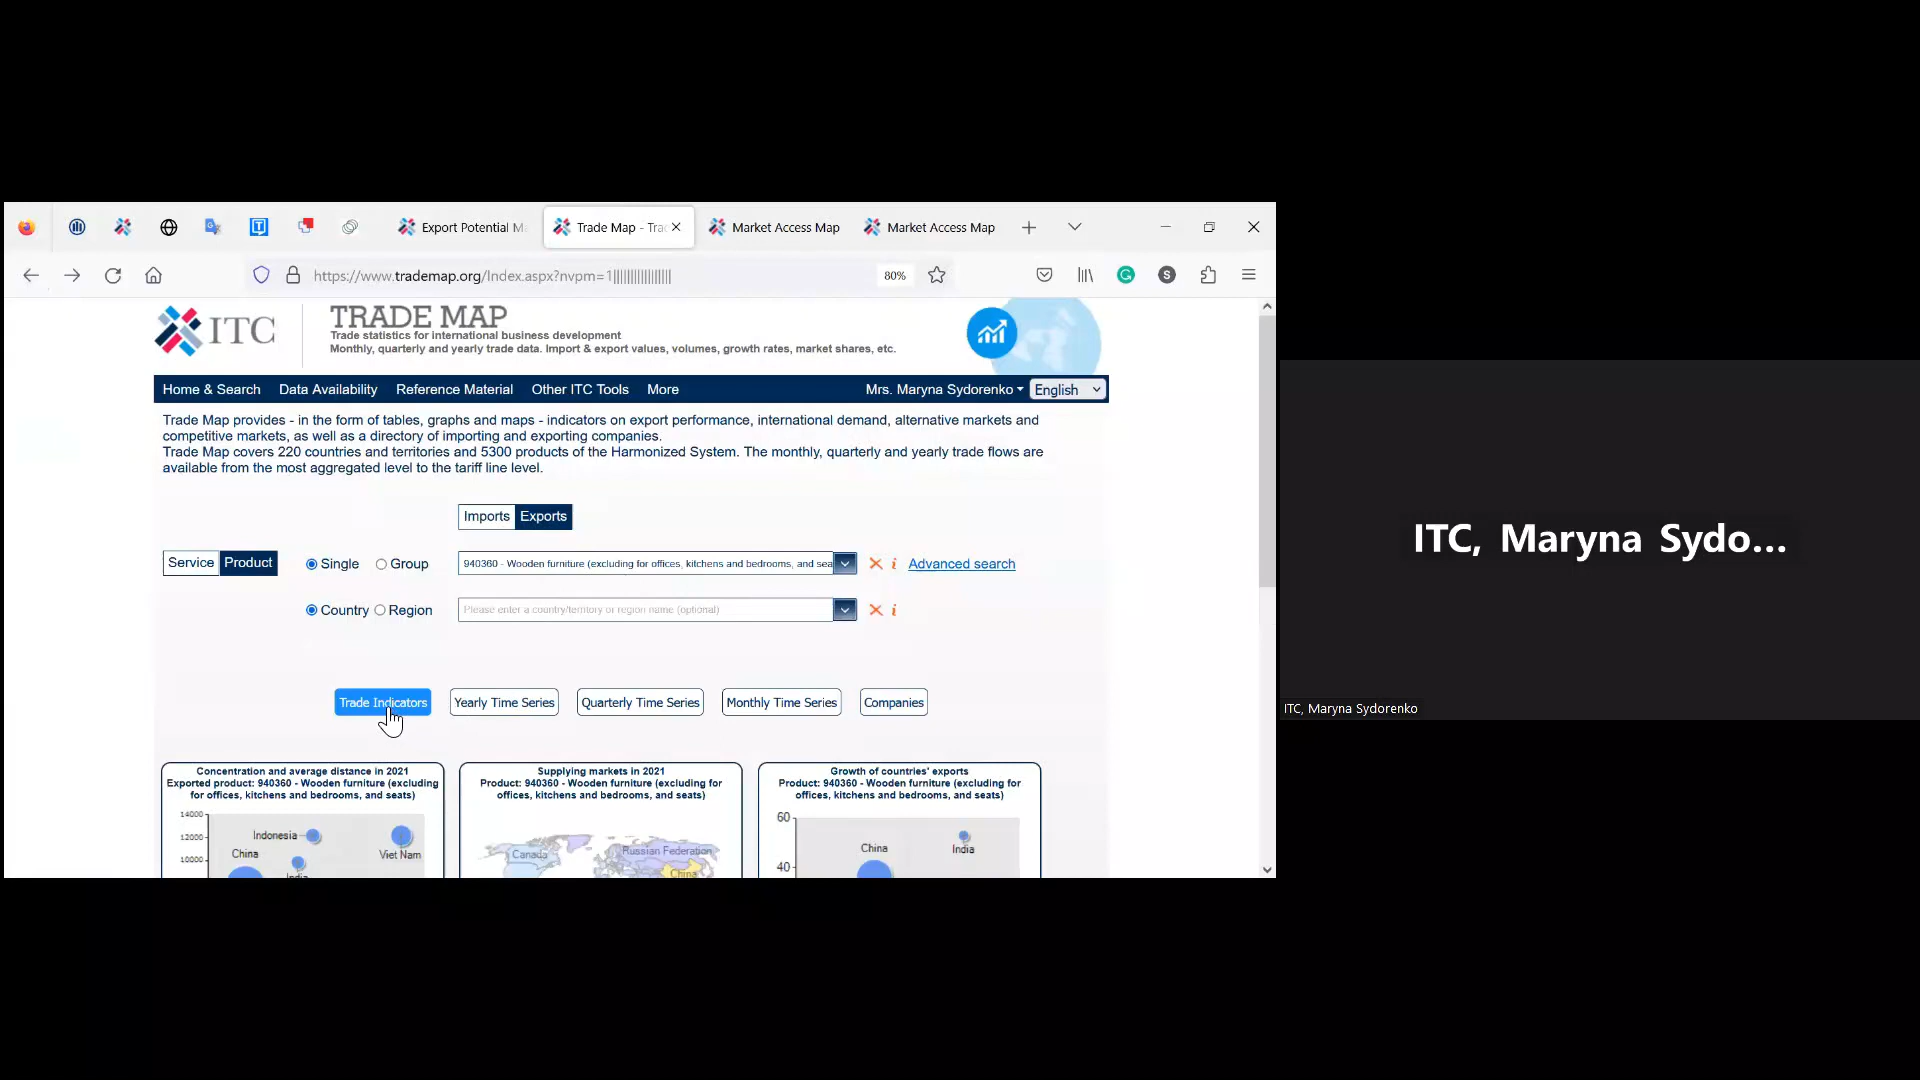 Export Potential M
Trade Map - Trad
Market Access Map
Market Access Map
https://www.trademap.org/Index.aspx?nvpm=1||||||||||||||||||
80%
ITC
TRADE MAP
Trade statistics for international business development
Monthly, quarterly and yearly trade data. Import & export values, volumes, growth rates, market shares, etc.
Home & Search
Data Availability
Reference Material
Other ITC Tools
More
Mrs. Maryna Sydorenko
English
Trade Map provides - in the form of tables, graphs and maps - indicators on export performance, international demand, alternative markets and
competitive markets, as well as a directory of importing and exporting companies.
Trade Map covers 220 countries and territories and 5300 products of the Harmonized System. The monthly, quarterly and yearly trade flows are
available from the most aggregated level to the tariff line level.
Imports Exports
Service Product
Single
Group
940360 - Wooden furniture (excluding for offices, kitchens and bedrooms, and sea
Advanced search
Country
Region
Please enter a country/territory or region name (optional)
Trade Indicators
Yearly Time Series
Quarterly Time Series
Monthly Time Series
Companies
Concentration and average distance in 2021
Exported product: 940360 - Wooden furniture (excluding
for offices, kitchens and bedrooms, and seats)
14000
12000
10000
Indonesia
China
India
Viet Nam
Supplying markets in 2021
Product: 940360 - Wooden furniture (excluding for
offices, kitchens and bedrooms, and seats)
Canada
Russian Federation
China
Growth of countries' exports
Product: 940360 - Wooden furniture (excluding for
offices, kitchens and bedrooms, and seats)
60
40
China
India
ITC, Maryna Sydo...
ITC, Maryna Sydorenko